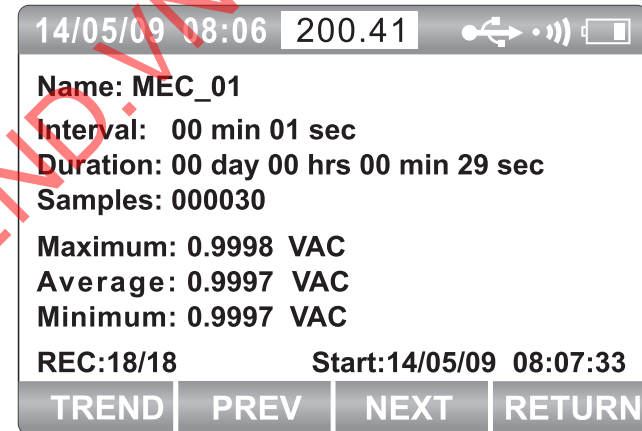 14/05/09 08:06 200.41
Name: MEC_01
Interval: 00 min 01 sec
Duration: 00 day 00 hrs 00 min 29 sec
Samples: 000030
Maximum: 0.9998 VAC
Average: 0.9997 VAC
Minimum: 0.9997 VAC
REC:18/18 Start:14/05/09 08:07:33
TREND PREV NEXT RETURN